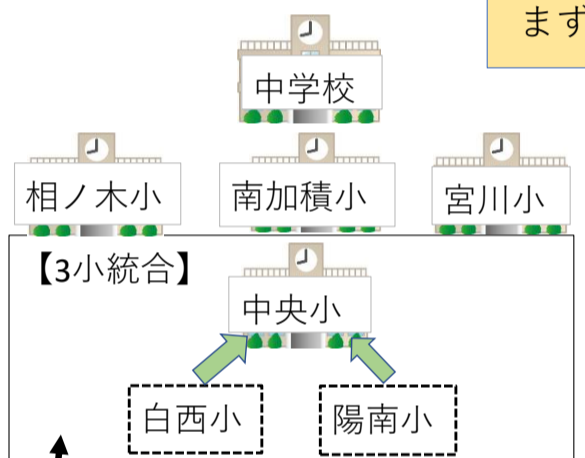 まず
中学校
相ノ木小
南加積小
宮川小
【3小統合】
中央小
白西小
陽南小